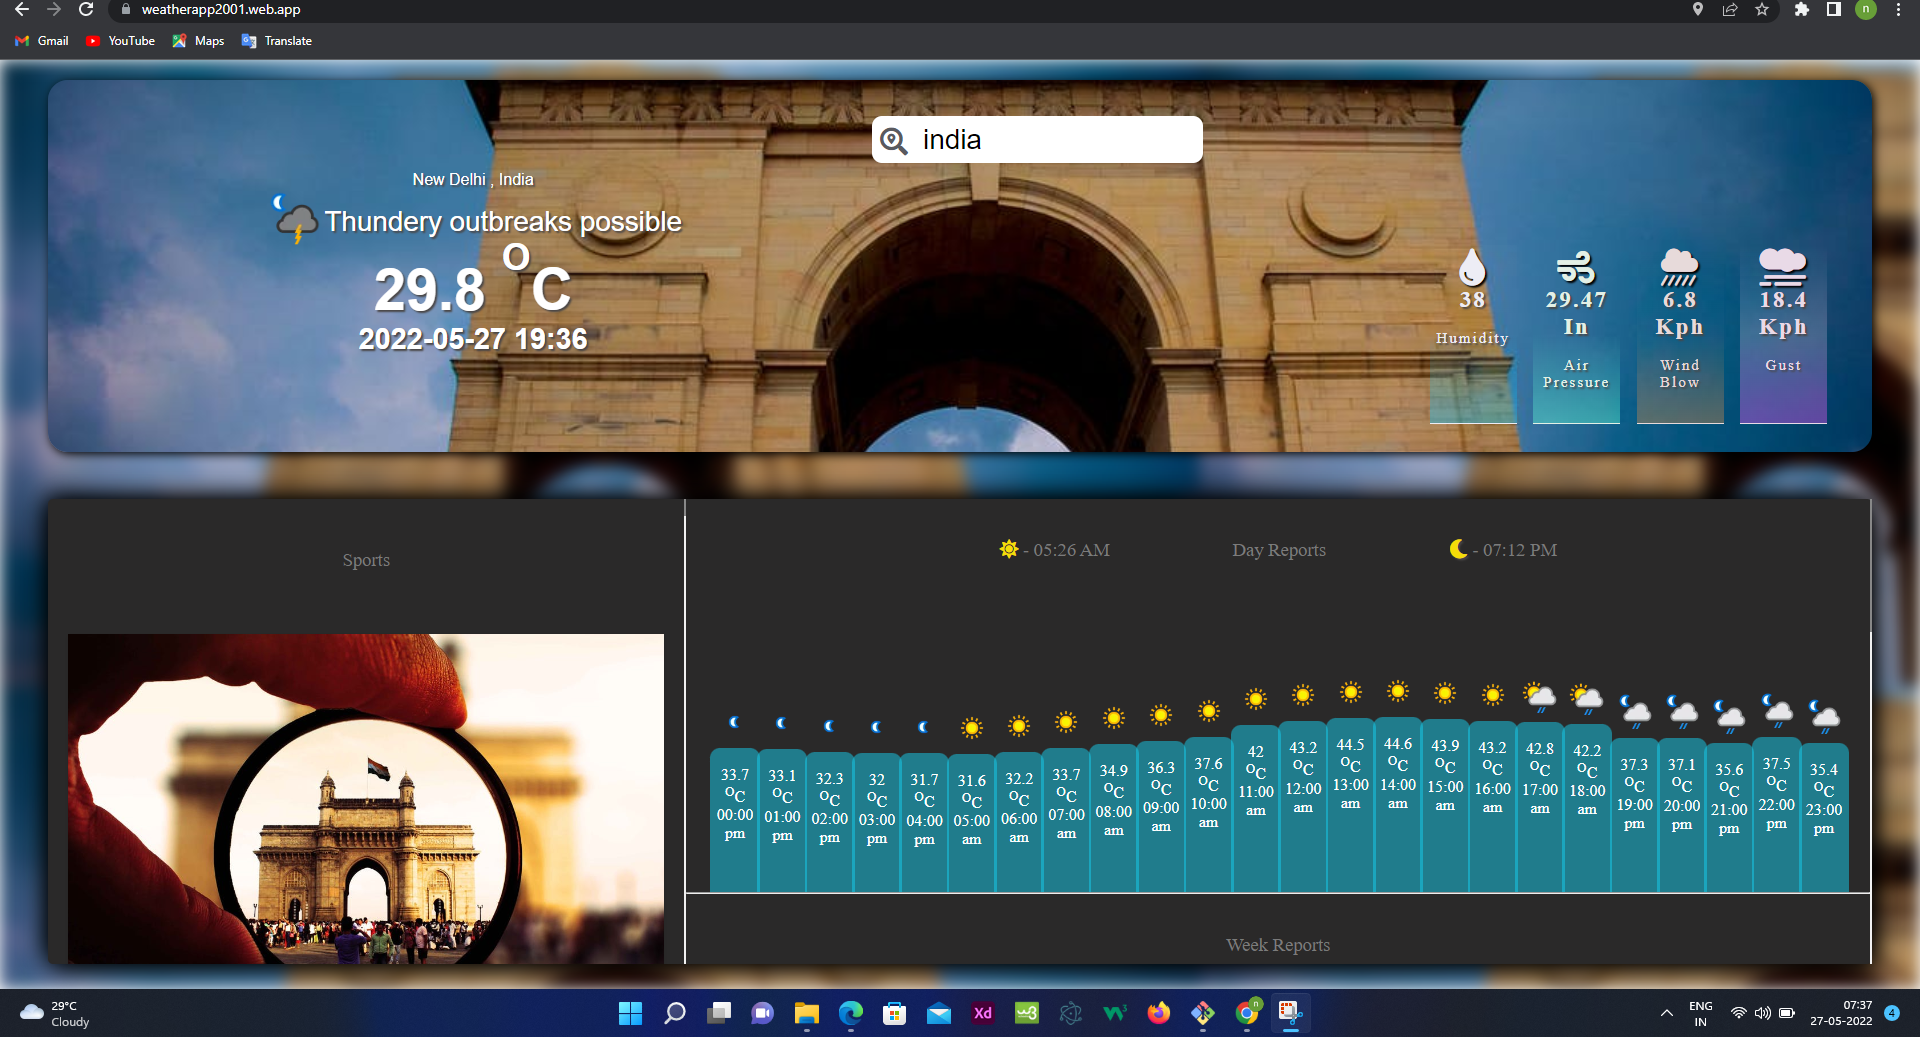 weatherapp2001.web.app
n
Gmail
YouTube
Maps
Translate
india
New Delhi , India
Thundery outbreaks possible
29.8 °C
2022-05-27 19:36
38
Humidity
29.47
In
Air
Pressure
6.8
Kph
Wind
Blow
18.4
Kph
Gust
Sports
- 05:26 AM
Day Reports
- 07:12 PM
33.7
°C
00:00
pm
33.1
°C
01:00
pm
32.3
°C
02:00
pm
32
°C
03:00
pm
31.7
°C
04:00
pm
31.6
°C
05:00
am
32.2
°C
06:00
am
33.7
°C
07:00
am
34.9
°C
08:00
am
36.3
°C
09:00
am
37.6
°C
10:00
am
42
°C
11:00
am
43.2
°C
12:00
am
44.5
°C
13:00
am
44.6
°C
14:00
am
43.9
°C
15:00
am
43.2
°C
16:00
am
42.8
°C
17:00
am
42.2
°C
18:00
am
37.3
°C
19:00
pm
37.1
°C
20:00
pm
35.6
°C
21:00
pm
37.5
°C
22:00
pm
35.4
°C
23:00
pm
Week Reports
29°C
Cloudy
Xd
w3
n
ENG
IN
07:37
27-05-2022
4